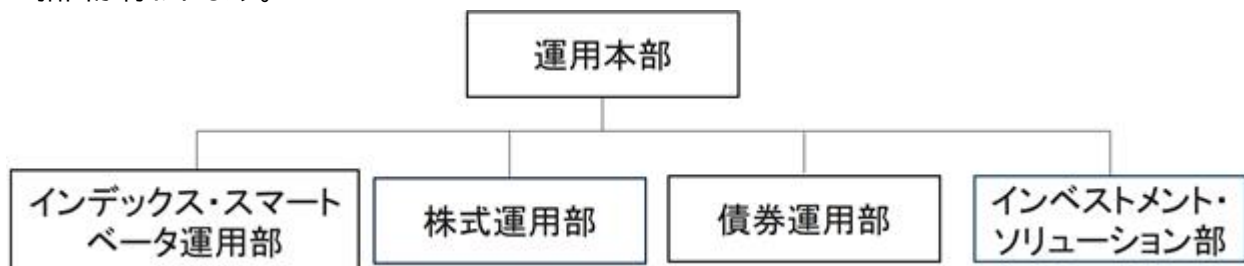 運用本部
インデックス・スマート
ベータ運用部
株式運用部
債券運用部
インベストメント・
ソリューション部